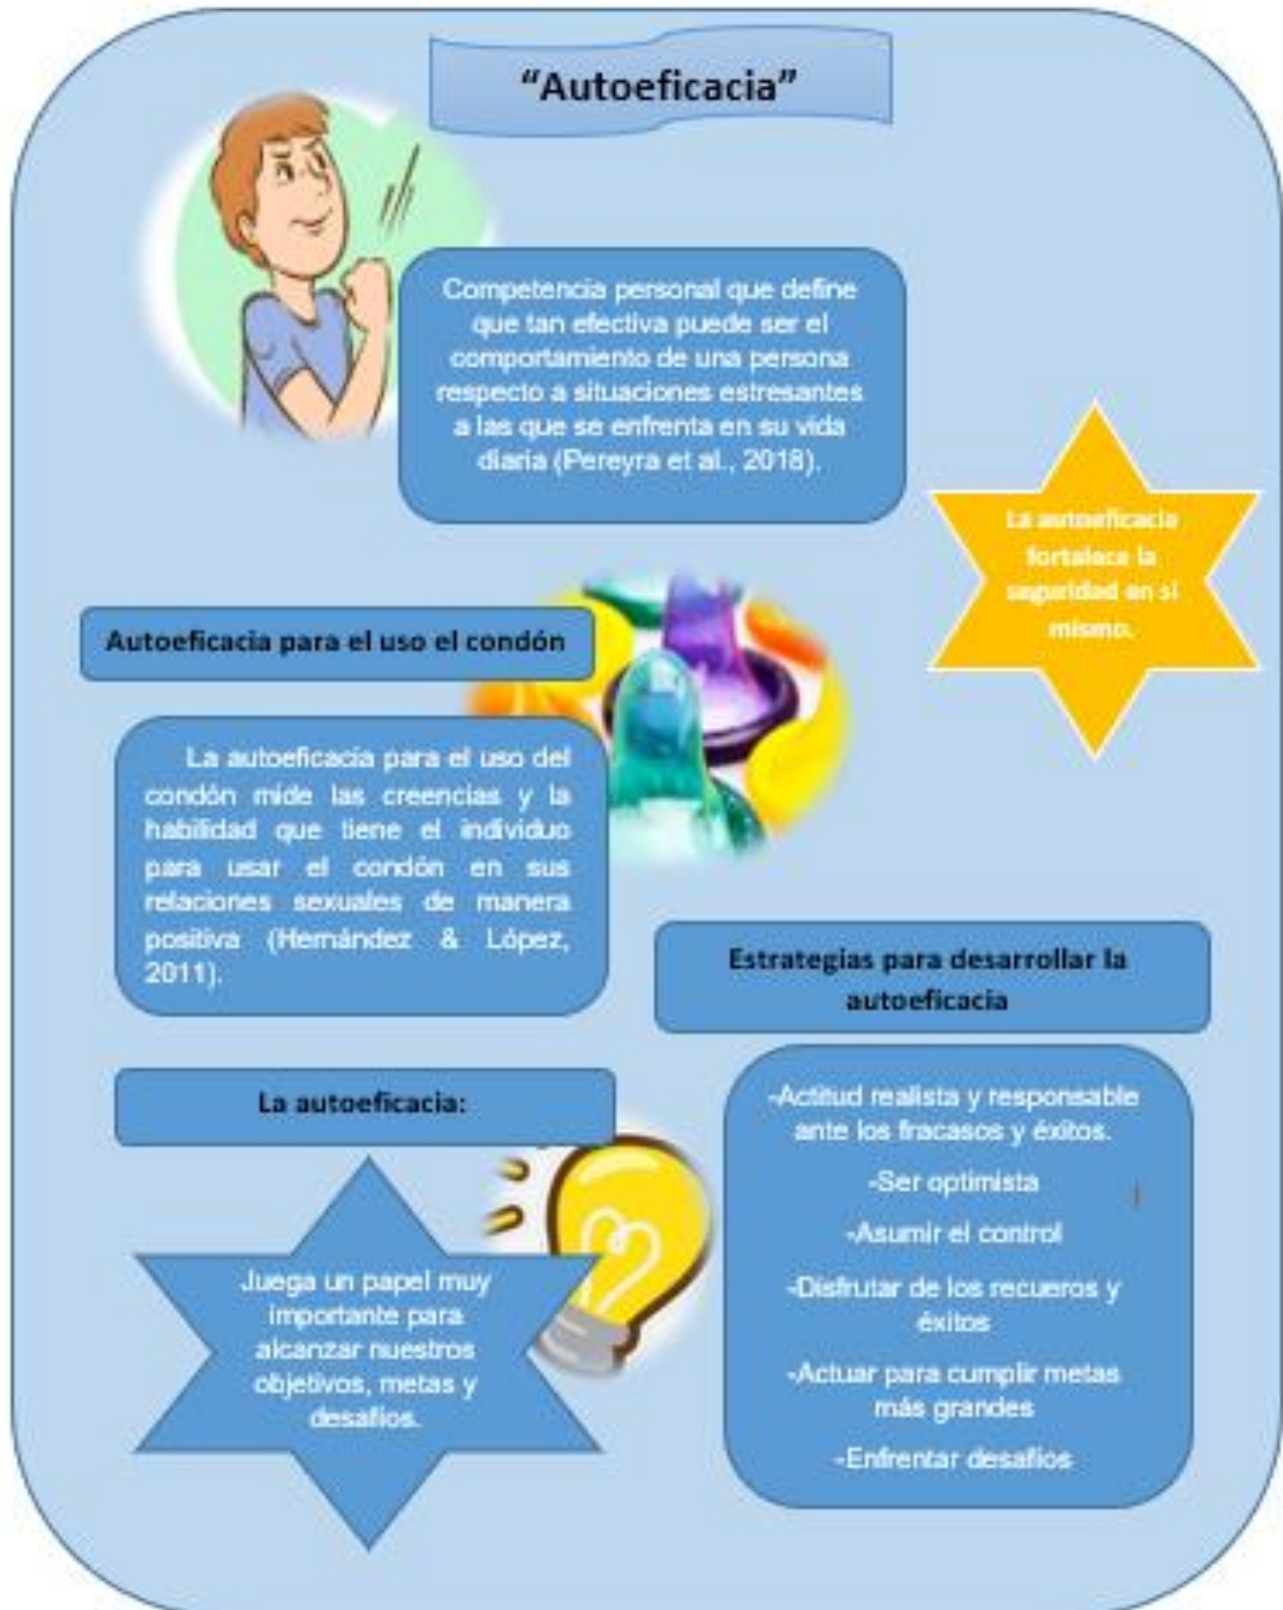 “Autoeficacia”
Competencia personal que define
que tan efectiva puede ser el
comportamiento de una persona
respecto a situaciones estresantes
a las que se enfrenta en su vida
diaria (Pereyra et al., 2018).
La autoeficacia
fortalece la
seguridad en si
mismo.
Autoeficacia para el uso el condón
La autoeficacia para el uso del
condón mide las creencias y la
habilidad que tiene el individuo
para usar el condón en sus
relaciones sexuales de manera
positiva (Hernández & López,
2011).
Estrategias para desarrollar la
autoeficacia
-Actitud realista y responsable
ante los fracasos y éxitos.
-Ser optimista
-Asumir el control
-Disfrutar de los recueros y
éxitos
-Actuar para cumplir metas
más grandes
-Enfrentar desafíos
La autoeficacia:
Juega un papel muy
importante para
alcanzar nuestros
objetivos, metas y
desafíos.